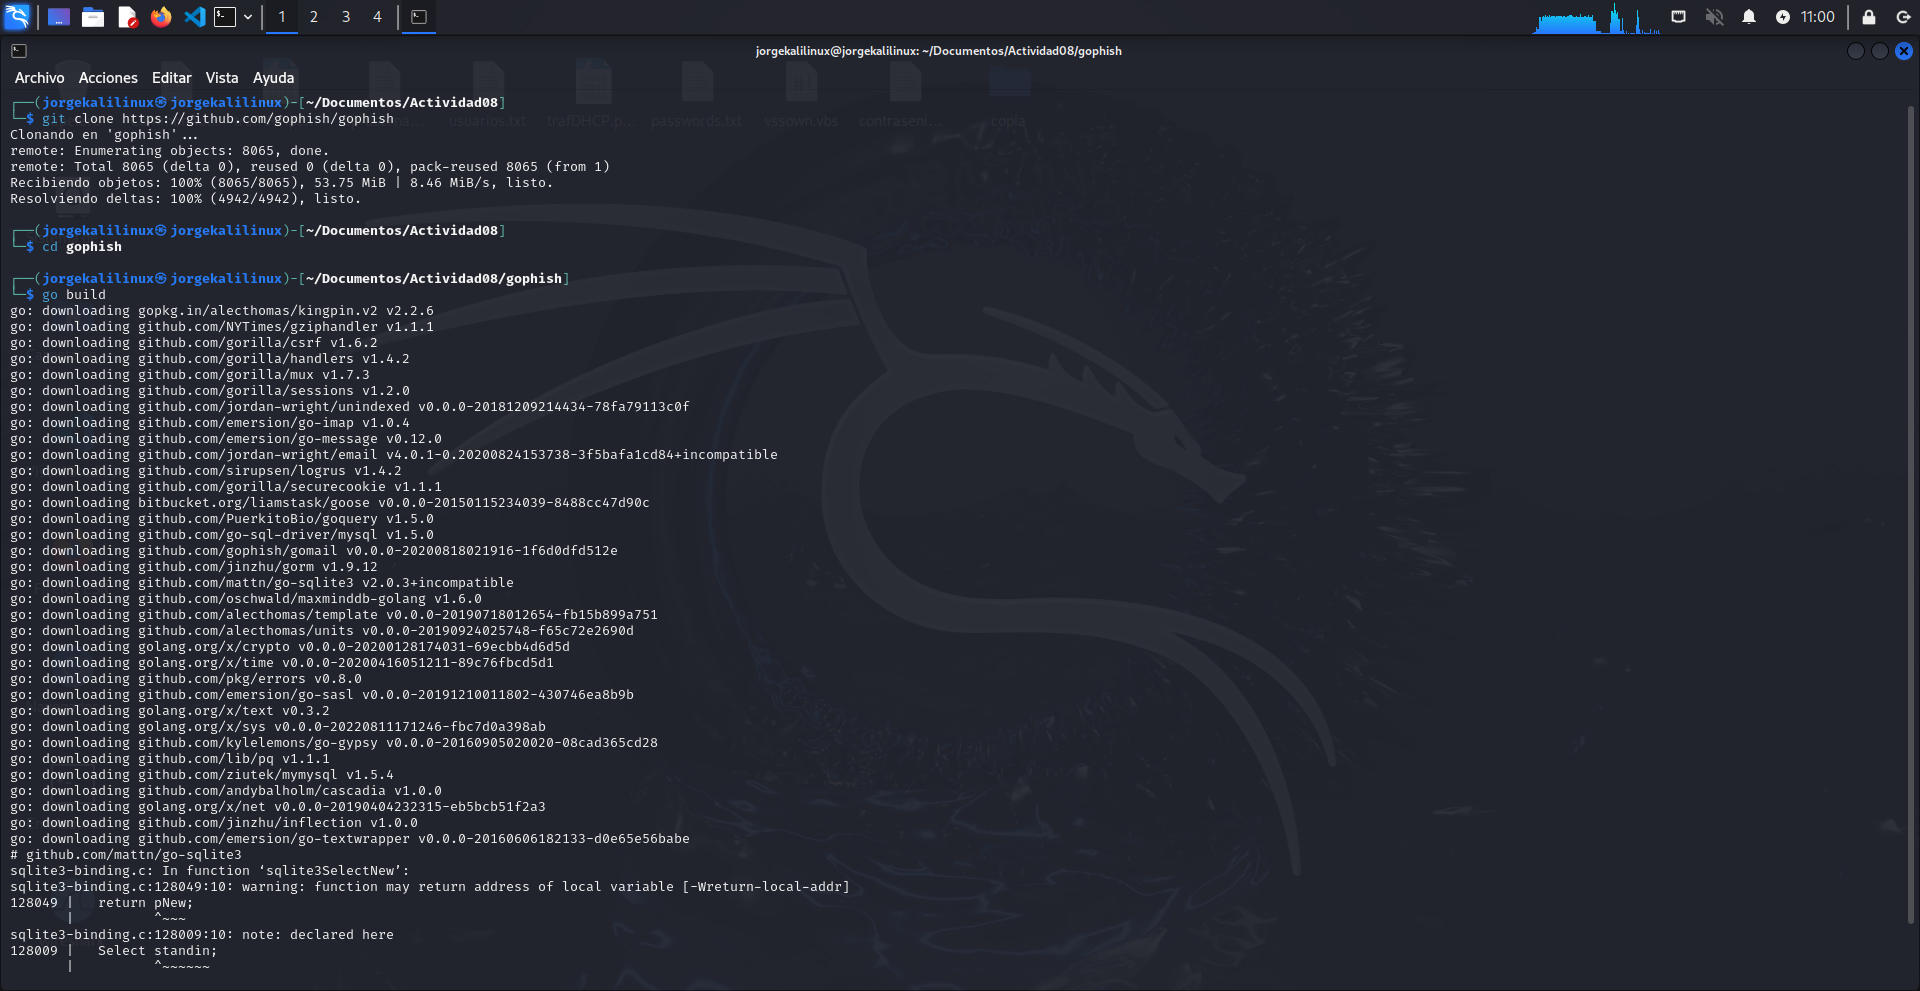 1 2 3 4
11:00
jorgekalilinux@jorgekalilinux: ~/Documentos/Actividad08/gophish
Archivo Acciones Editar Vista Ayuda
usuarios.txt trafDHCP.p... passwords.txt vssown.vbs contraseni... copia
┌──(jorgekalilinux㉿jorgekalilinux)-[~/Documentos/Actividad08]
└─$ git clone https://github.com/gophish/gophish
Clonando en 'gophish'...
remote: Enumerating objects: 8065, done.
remote: Total 8065 (delta 0), reused 0 (delta 0), pack-reused 8065 (from 1)
Recibiendo objetos: 100% (8065/8065), 53.75 MiB | 8.46 MiB/s, listo.
Resolviendo deltas: 100% (4942/4942), listo.
┌──(jorgekalilinux㉿jorgekalilinux)-[~/Documentos/Actividad08]
└─$ cd gophish
┌──(jorgekalilinux㉿jorgekalilinux)-[~/Documentos/Actividad08/gophish]
└─$ go build
go: downloading gopkg.in/alecthomas/kingpin.v2 v2.2.6
go: downloading github.com/NYTimes/gziphandler v1.1.1
go: downloading github.com/gorilla/csrf v1.6.2
go: downloading github.com/gorilla/handlers v1.4.2
go: downloading github.com/gorilla/mux v1.7.3
go: downloading github.com/gorilla/sessions v1.2.0
go: downloading github.com/jordan-wright/unindexed v0.0.0-20181209214434-78fa79113c0f
go: downloading github.com/emersion/go-imap v1.0.4
go: downloading github.com/emersion/go-message v0.12.0
go: downloading github.com/jordan-wright/email v4.0.1-0.20200824153738-3f5bafa1cd84+incompatible
go: downloading github.com/sirupsen/logrus v1.4.2
go: downloading github.com/gorilla/securecookie v1.1.1
go: downloading bitbucket.org/liamstask/goose v0.0.0-20150115234039-8488cc47d90c
go: downloading github.com/PuerkitoBio/goquery v1.5.0
go: downloading github.com/go-sql-driver/mysql v1.5.0
go: downloading github.com/gophish/gomail v0.0.0-20200818021916-1f6d0dfd512e
go: downloading github.com/jinzhu/gorm v1.9.12
go: downloading github.com/mattn/go-sqlite3 v2.0.3+incompatible
go: downloading github.com/oschwald/maxminddb-golang v1.6.0
go: downloading github.com/alecthomas/template v0.0.0-20190718012654-fb15b899a751
go: downloading github.com/alecthomas/units v0.0.0-20190924025748-f65c72e2690d
go: downloading golang.org/x/crypto v0.0.0-20200128174031-69ecbb4d6d5d
go: downloading golang.org/x/time v0.0.0-20200416051211-89c76fbcd5d1
go: downloading github.com/pkg/errors v0.8.0
go: downloading github.com/emersion/go-sasl v0.0.0-20191210011802-430746ea8b9b
go: downloading golang.org/x/text v0.3.2
go: downloading golang.org/x/sys v0.0.0-20220811171246-fbc7d0a398ab
go: downloading github.com/kylelemons/go-gypsy v0.0.0-20160905020020-08cad365cd28
go: downloading github.com/lib/pq v1.1.1
go: downloading github.com/ziutek/mymysql v1.5.4
go: downloading github.com/andybalholm/cascadia v1.0.0
go: downloading golang.org/x/net v0.0.0-20190404232315-eb5bcb51f2a3
go: downloading github.com/jinzhu/inflection v1.0.0
go: downloading github.com/emersion/go-textwrapper v0.0.0-20160606182133-d0e65e56babe
# github.com/mattn/go-sqlite3
sqlite3-binding.c: In function ‘sqlite3SelectNew’:
sqlite3-binding.c:128049:10: warning: function may return address of local variable [-Wreturn-local-addr]
128049 |   return pNew;
       |          ^~~~
sqlite3-binding.c:128009:10: note: declared here
128009 |   Select standin;
       |          ^~~~~~~